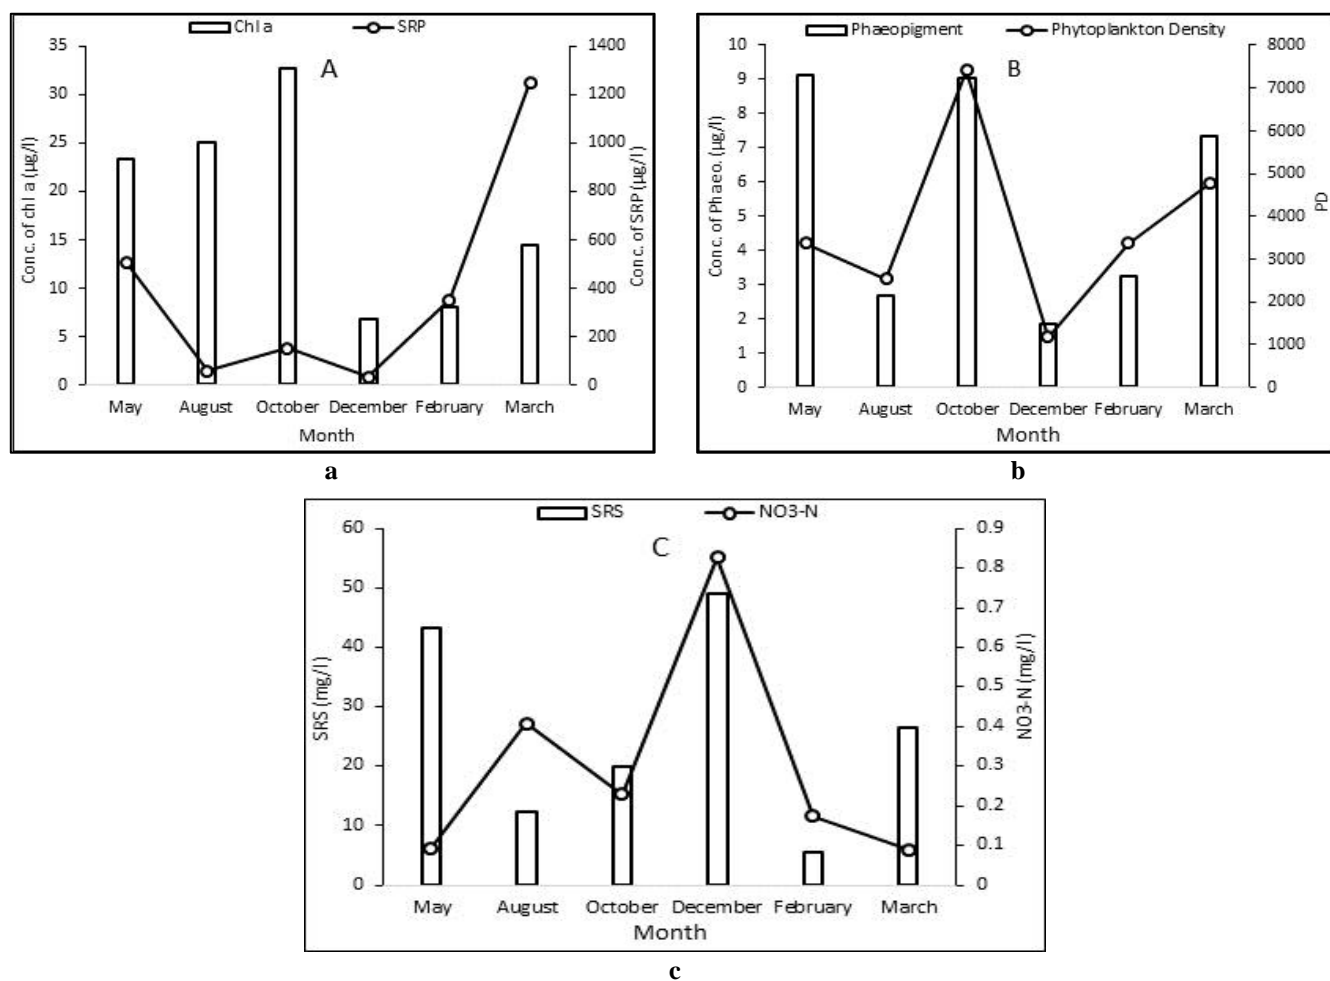 Chl a SRP
A
35 30 25 20 15 10 5 0
Conc. of chl a (µg/l)
1400 1200 1000 800 600 400 200 0
Conc. of SRP (µg/l)
May August October December February March
Month
a
Phaeopigment Phytoplankton Density
B
10 9 8 7 6 5 4 3 2 1 0
Conc. of Phaeo. (µg/l)
8000 7000 6000 5000 4000 3000 2000 1000 0
PD
May August October December February March
Month
b
SRS NO3-N
C
60 50 40 30 20 10 0
SRS (mg/l)
0.9 0.8 0.7 0.6 0.5 0.4 0.3 0.2 0.1 0
NO3-N (mg/l)
May August October December February March
Month
c